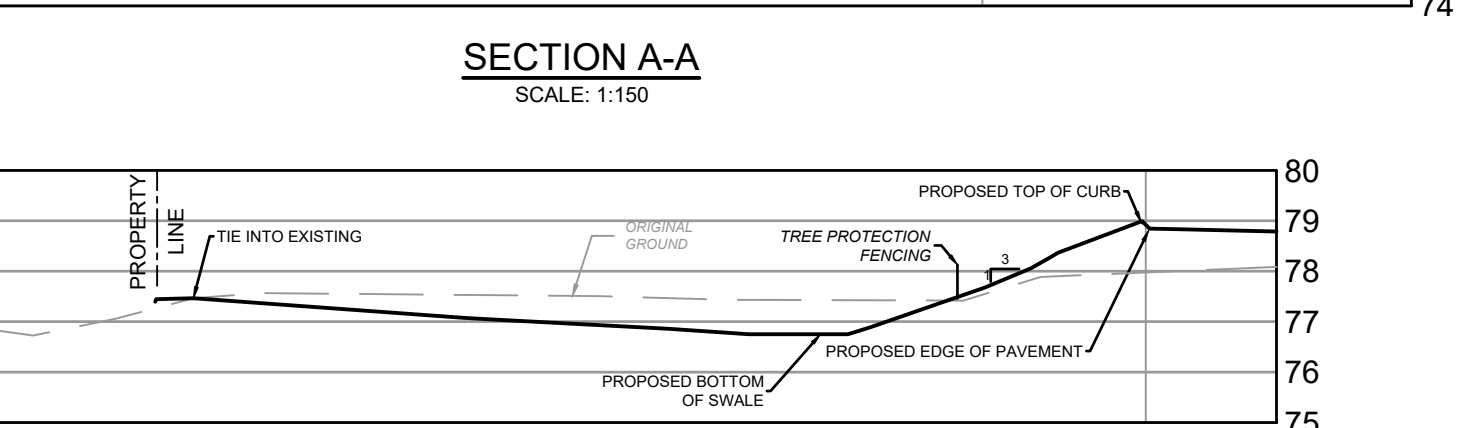 74
SECTION A-A
SCALE: 1:150
80
PROPERTY
LINE
PROPOSED TOP OF CURB
79
TIE INTO EXISTING
ORIGINAL
GROUND
TREE PROTECTION
FENCING
3
1
78
77
PROPOSED EDGE OF PAVEMENT
76
PROPOSED BOTTOM
OF SWALE
75